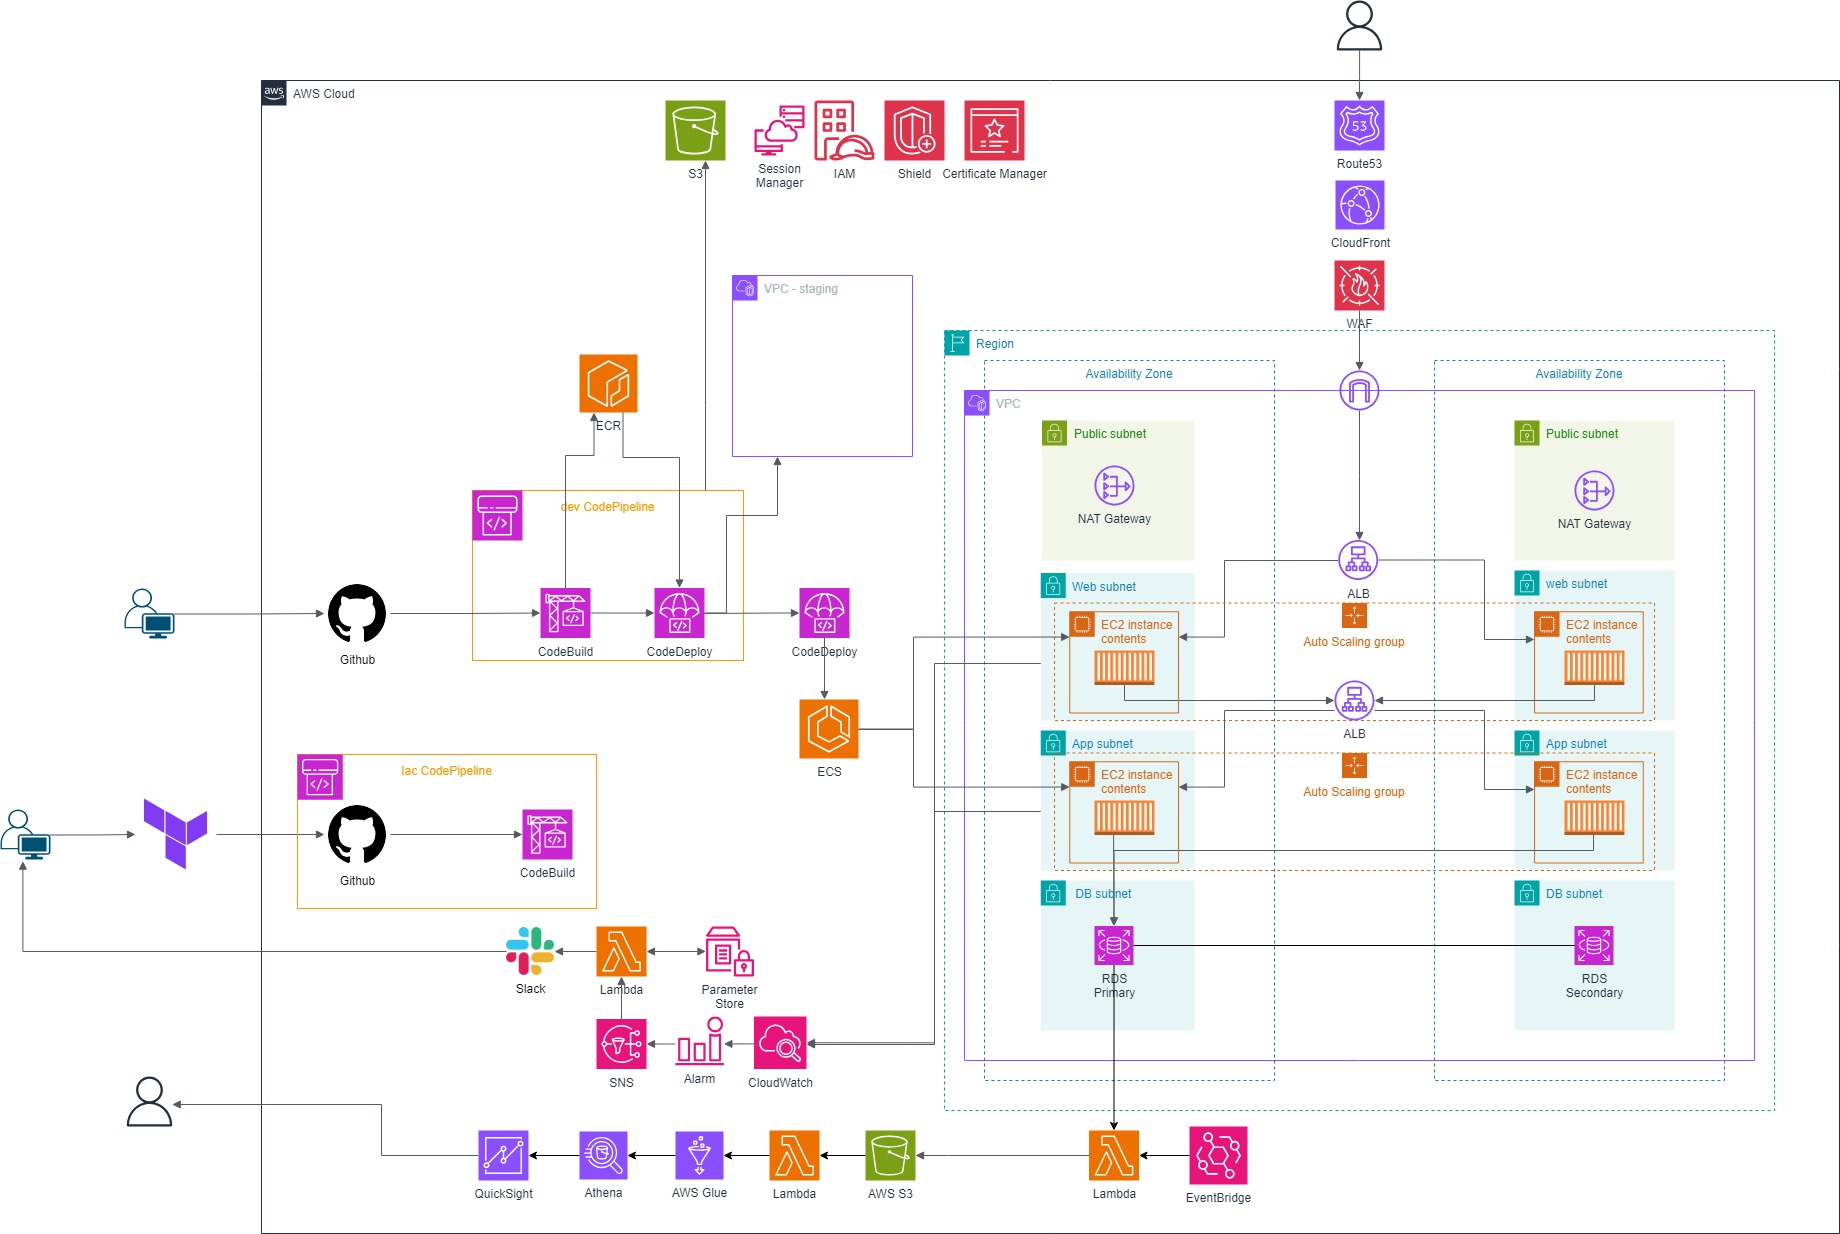 aws
AWS Cloud
S3
Session
Manager
IAM
Shield
Certificate Manager
53
Route53
CloudFront
WAF
VPC - staging
Region
Availability Zone
Availability Zone
VPC
ECR
Public subnet
Public subnet
NAT Gateway
NAT Gateway
dev CodePipeline
CodeBuild
CodeDeploy
CodeDeploy
Github
ALB
Web subnet
web subnet
EC2 instance
contents
Auto Scaling group
EC2 instance
contents
ALB
ECS
App subnet
App subnet
EC2 instance
contents
Auto Scaling group
EC2 instance
contents
Iac CodePipeline
Github
CodeBuild
DB subnet
DB subnet
RDS
Primary
RDS
Secondary
Slack
Lambda
Parameter
Store
SNS
Alarm
CloudWatch
QuickSight
Athena
AWS Glue
Lambda
AWS S3
Lambda
EventBridge